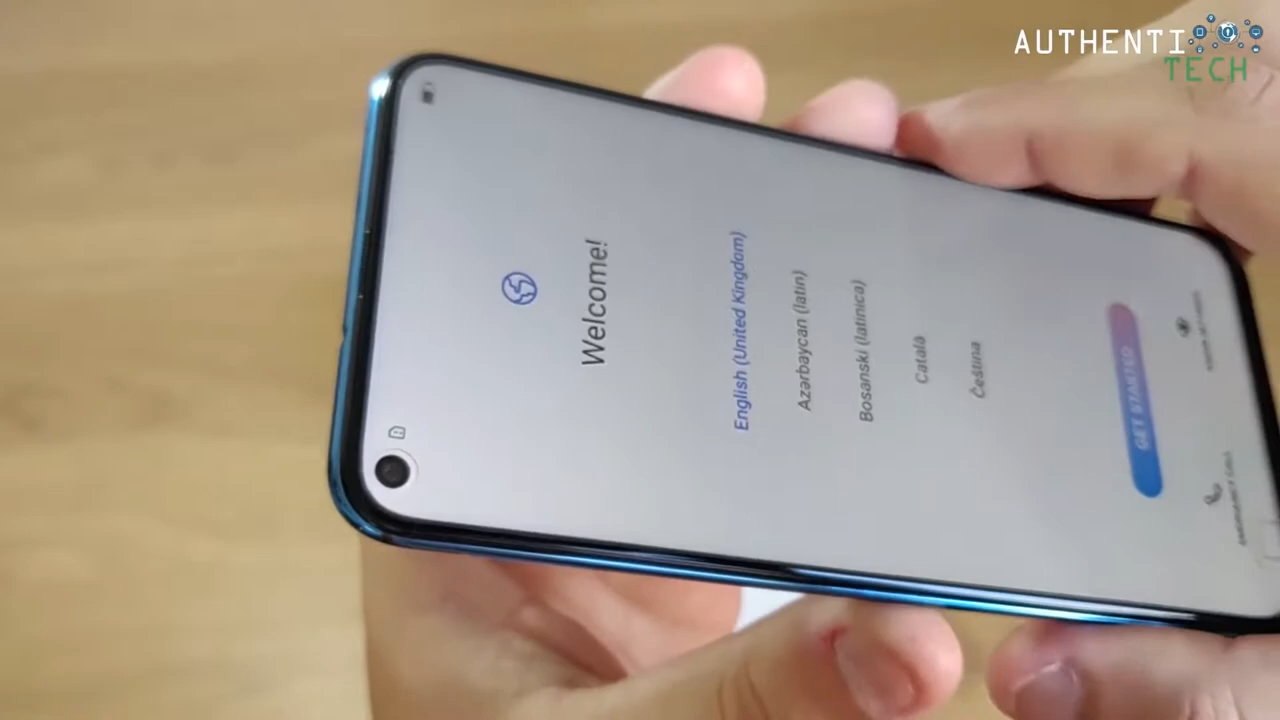 AUTHENTI
TECH
Welcome!
English (United Kingdom)
Azərbaycan (latın)
Bosanski (latinica)
Català
Čeština
GET STARTED